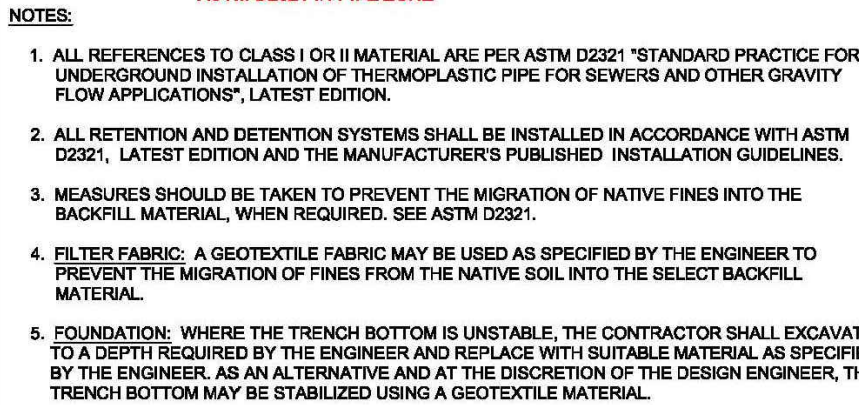 NOTES:
1. ALL REFERENCES TO CLASS I OR II MATERIAL ARE PER ASTM D2321 "STANDARD PRACTICE FOR
UNDERGROUND INSTALLATION OF THERMOPLASTIC PIPE FOR SEWERS AND OTHER GRAVITY
FLOW APPLICATIONS", LATEST EDITION.
2. ALL RETENTION AND DETENTION SYSTEMS SHALL BE INSTALLED IN ACCORDANCE WITH ASTM
D2321, LATEST EDITION AND THE MANUFACTURER'S PUBLISHED INSTALLATION GUIDELINES.
3. MEASURES SHOULD BE TAKEN TO PREVENT THE MIGRATION OF NATIVE FINES INTO THE
BACKFILL MATERIAL, WHEN REQUIRED. SEE ASTM D2321.
4. FILTER FABRIC: A GEOTEXTILE FABRIC MAY BE USED AS SPECIFIED BY THE ENGINEER TO
PREVENT THE MIGRATION OF FINES FROM THE NATIVE SOIL INTO THE SELECT BACKFILL
MATERIAL.
5. FOUNDATION: WHERE THE TRENCH BOTTOM IS UNSTABLE, THE CONTRACTOR SHALL EXCAVAT
TO A DEPTH REQUIRED BY THE ENGINEER AND REPLACE WITH SUITABLE MATERIAL AS SPECIFI
BY THE ENGINEER. AS AN ALTERNATIVE AND AT THE DISCRETION OF THE DESIGN ENGINEER, TH
TRENCH BOTTOM MAY BE STABILIZED USING A GEOTEXTILE MATERIAL.